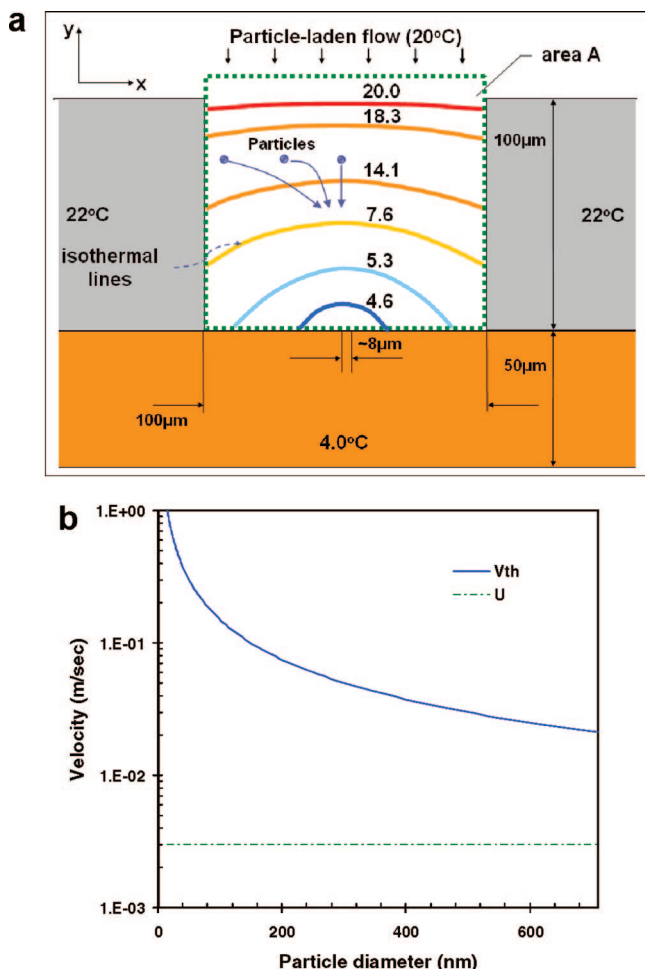 a
y
x
Particle-laden flow (20°C)
area A
20.0
18.3
100µm
Particles
14.1
22°C
22°C
7.6
isothermal
lines
5.3
4.6
~8µm
50µm
100µm
4.0°C
b
1.E+00
Vth
U
1.E-01
Velocity (m/sec)
1.E-02
1.E-03
0
200
400
600
Particle diameter (nm)